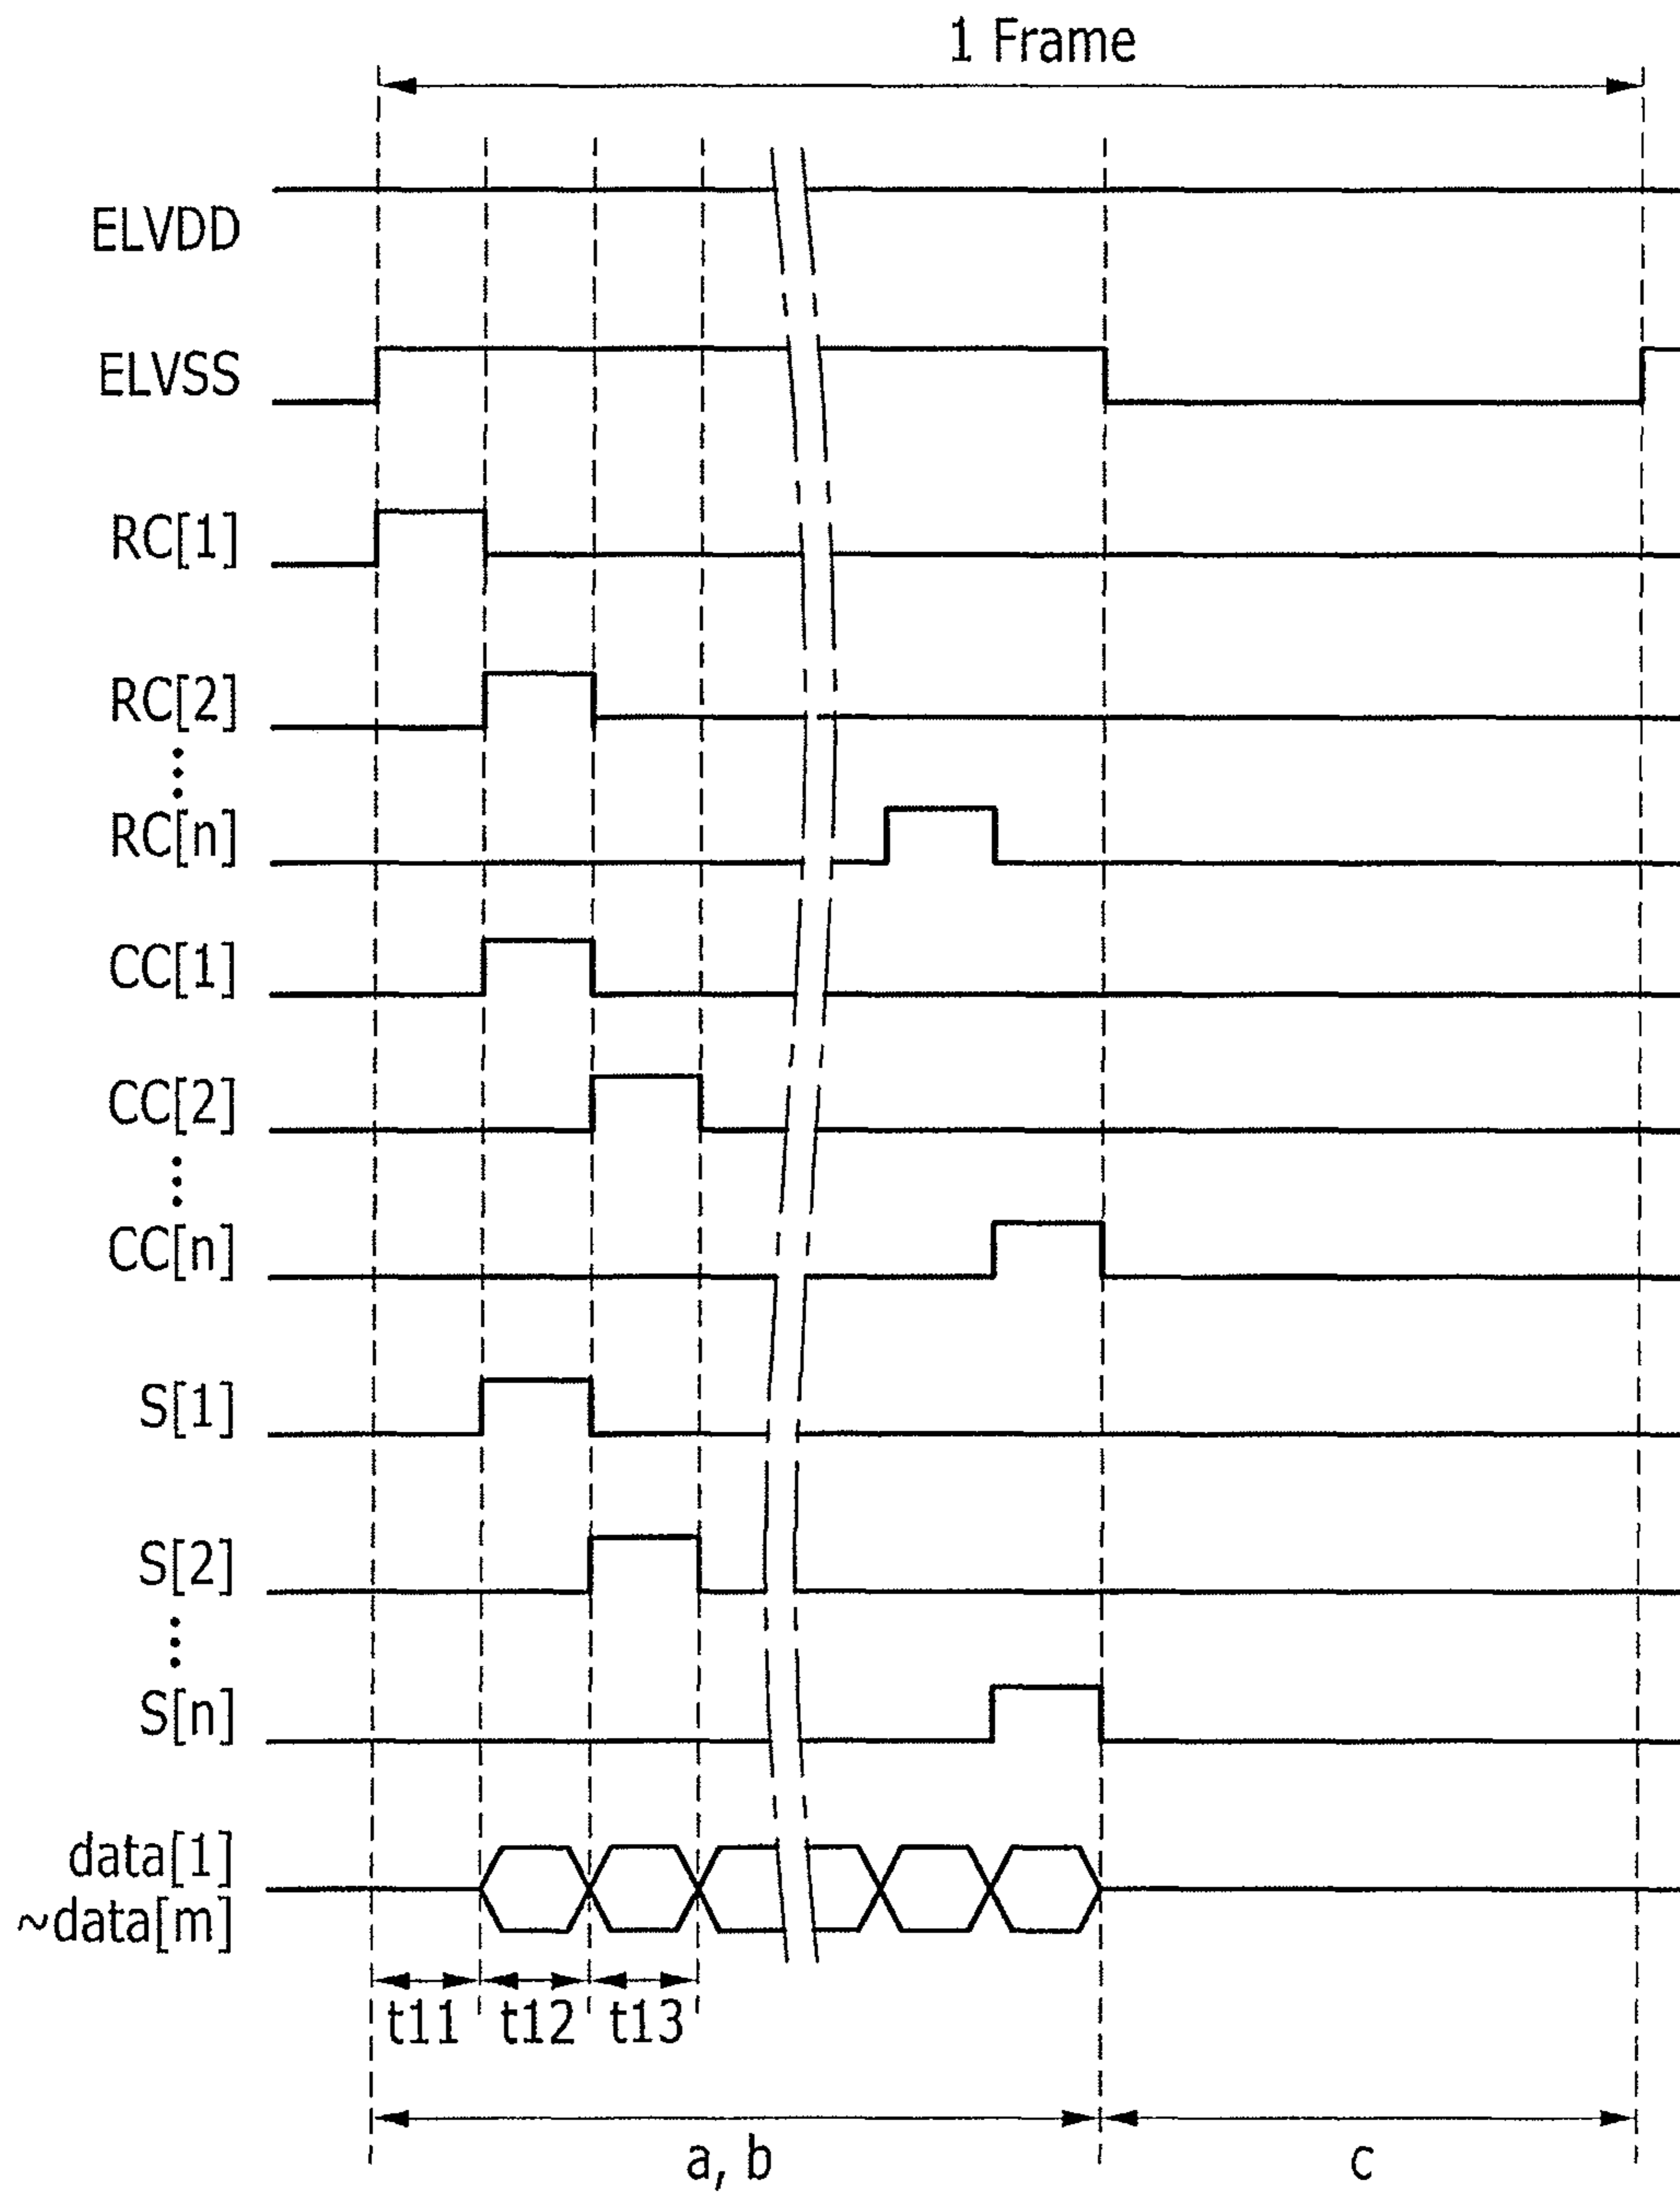 1 Frame
ELVDD
ELVSS
RC[1]
RC[2]
RC[n]
CC[1]
CC[2]
CC[n]
S[1]
S[2]
S[n]
data[1]
~data[m]
t11 t12 t13
a, b c